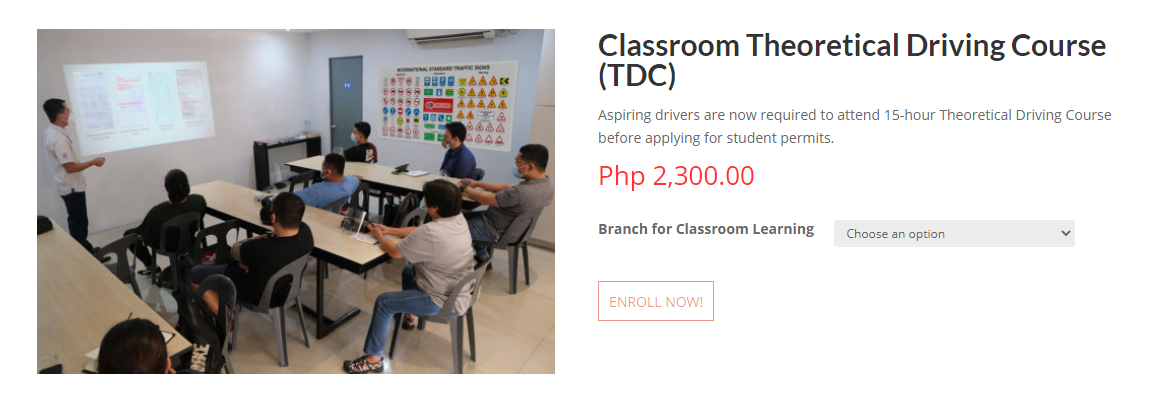 INTERNATIONAL STANDARD TRAFFIC SIGNS
Classroom Theoretical Driving Course
(TDC)
Aspiring drivers are now required to attend 15-hour Theoretical Driving Course
before applying for student permits.
Php 2,300.00
Branch for Classroom Learning
Choose an option
ENROLL NOW!